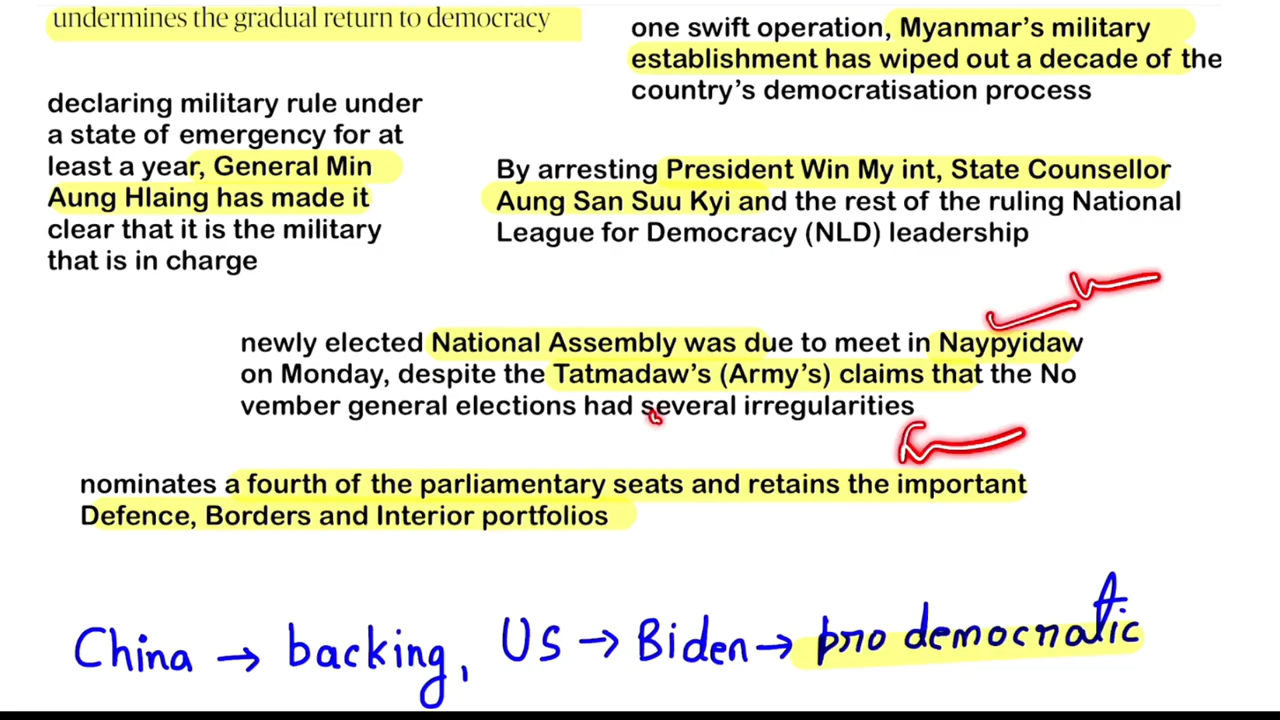 undermines the gradual return to democracy
one swift operation, Myanmar's military
establishment has wiped out a decade of the
country's democratisation process
declaring military rule under
a state of emergency for at
least a year, General Min
Aung Hlaing has made it
clear that it is the military
that is in charge
By arresting President Win My int, State Counsellor
Aung San Suu Kyi and the rest of the ruling National
League for Democracy (NLD) leadership
newly elected National Assembly was due to meet in Naypyidaw
on Monday, despite the Tatmadaw's (Army's) claims that the No
vember general elections had several irregularities
nominates a fourth of the parliamentary seats and retains the important
Defence, Borders and Interior portfolios
China → backing, US → Biden → pro democratic